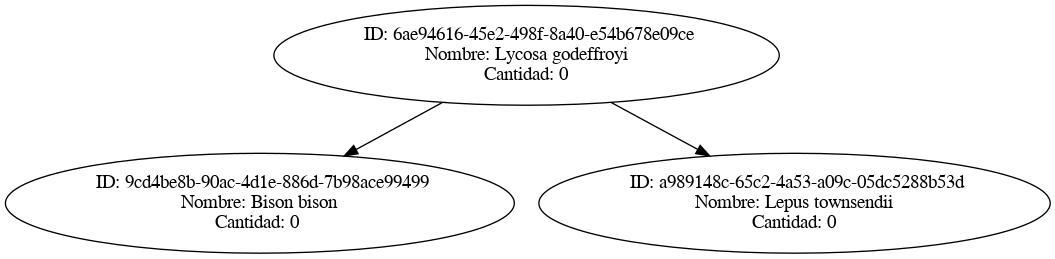 ID: 6ae94616-45e2-498f-8a40-e54b678e09ce
Nombre: Lycosa godeffroyi
Cantidad: 0
ID: 9cd4be8b-90ac-4d1e-886d-7b98ace99499
Nombre: Bison bison
Cantidad: 0
ID: a989148c-65c2-4a53-a09c-05dc5288b53d
Nombre: Lepus townsendii
Cantidad: 0